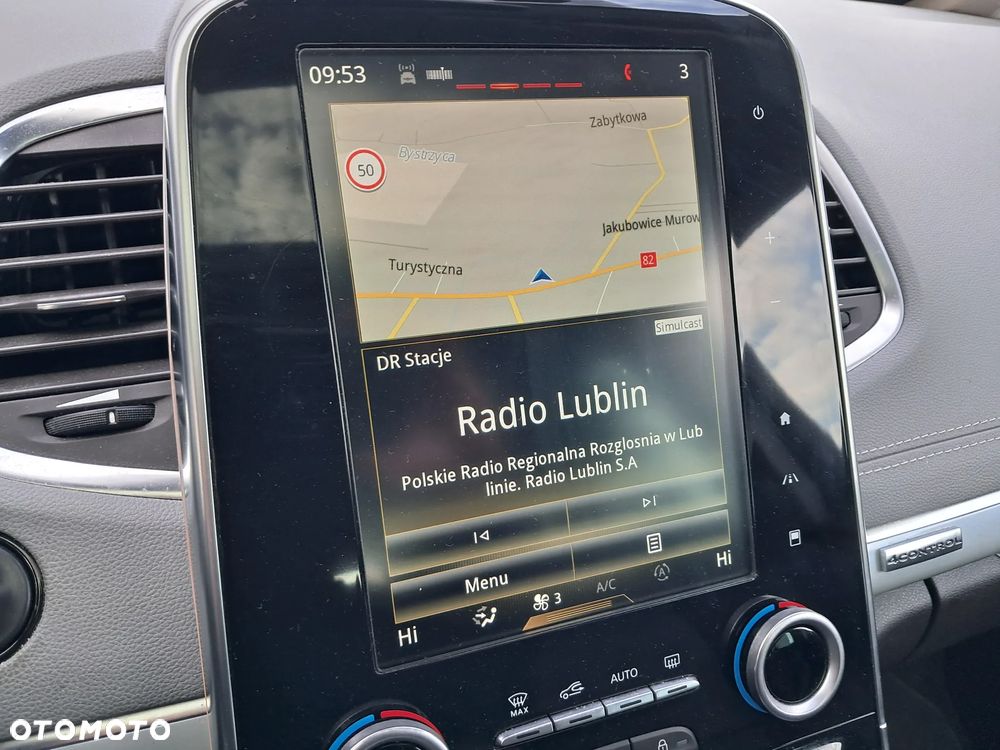 09:53
3
Zabytkowa
Bystrzyca
50
Jakubowice Murow
82
Turystyczna
Simulcast
DR Stacje
Radio Lublin
Polskie Radio Regionalna Rozglosnia w Lub
linie. Radio Lublin S.A
Menu
Hi
3
A/C
A
Hi
4CONTROL
MAX
AUTO
OTOMOTO